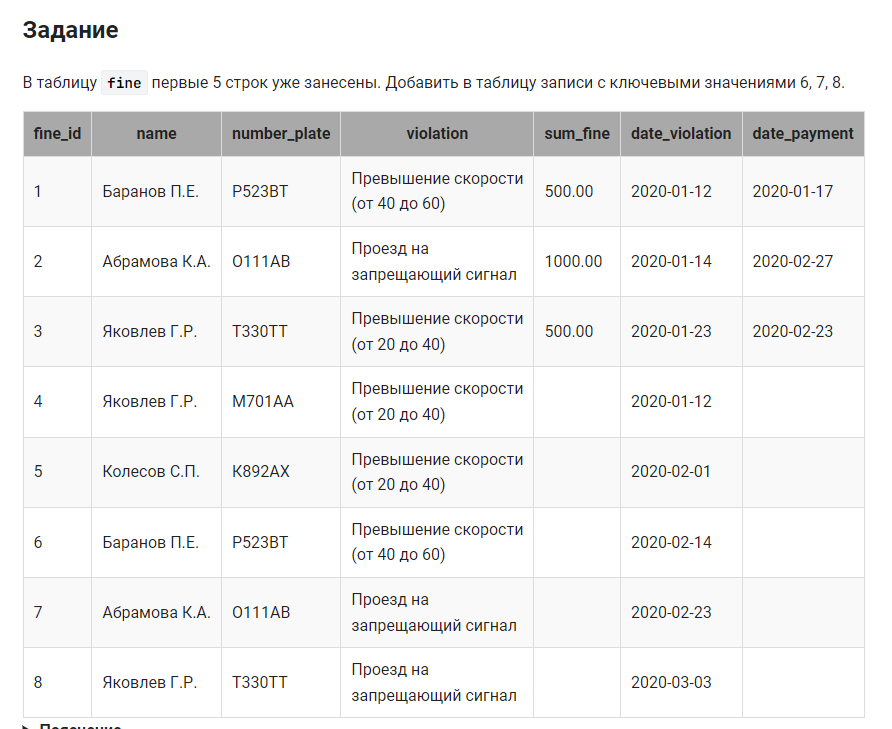 Задание
В таблицу fine первые 5 строк уже занесены. Добавить в таблицу записи с ключевыми значениями 6, 7, 8.
fine_id name number_plate violation sum_fine date_violation date_payment
1 Баранов П.Е. Р523ВТ Превышение скорости (от 40 до 60) 500.00 2020-01-12 2020-01-17
2 Абрамова К.А. О111АВ Проезд на запрещающий сигнал 1000.00 2020-01-14 2020-02-27
3 Яковлев Г.Р. Т330ТТ Превышение скорости (от 20 до 40) 500.00 2020-01-23 2020-02-23
4 Яковлев Г.Р. М701АА Превышение скорости (от 20 до 40) 2020-01-12
5 Колесов С.П. К892АХ Превышение скорости (от 20 до 40) 2020-02-01
6 Баранов П.Е. Р523ВТ Превышение скорости (от 40 до 60) 2020-02-14
7 Абрамова К.А. О111АВ Проезд на запрещающий сигнал 2020-02-23
8 Яковлев Г.Р. Т330ТТ Проезд на запрещающий сигнал 2020-03-03